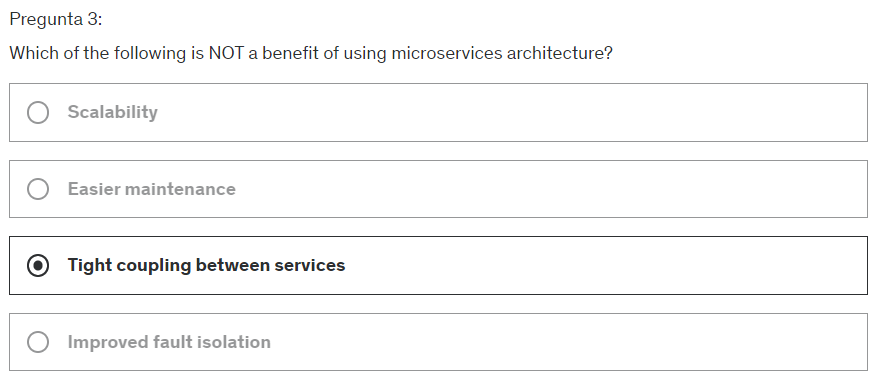 Pregunta 3:
Which of the following is NOT a benefit of using microservices architecture?
Scalability
Easier maintenance
Tight coupling between services
Improved fault isolation